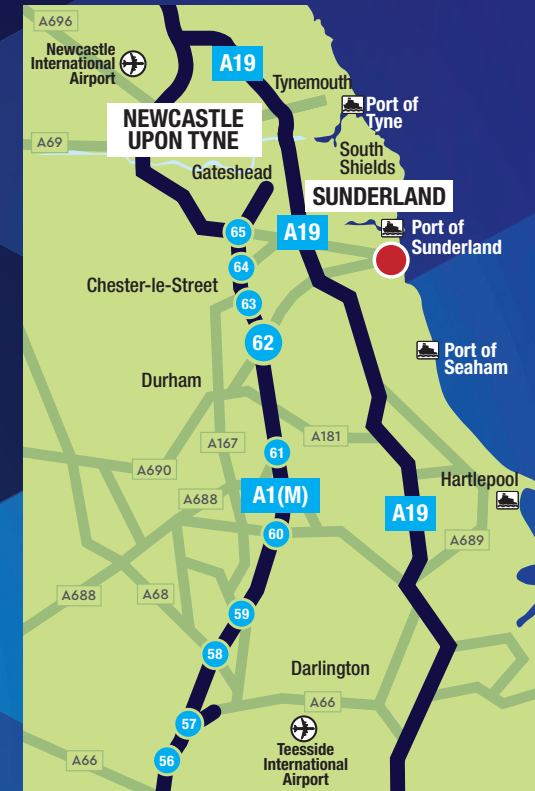 A696
Newcastle
International
Airport
A19
Tynemouth
Port of
Tyne
NEWCASTLE
UPON TYNE
A69
South
Shields
Gateshead
SUNDERLAND
65
A19
Port of
Sunderland
64
Chester-le-Street
63
62
Port of
Seaham
Durham
A167
A181
61
A690
Hartlepool
A688
A1(M)
A19
60
A689
A688
A68
59
58
Darlington
A66
57
Teesside
International
Airport
A66
56